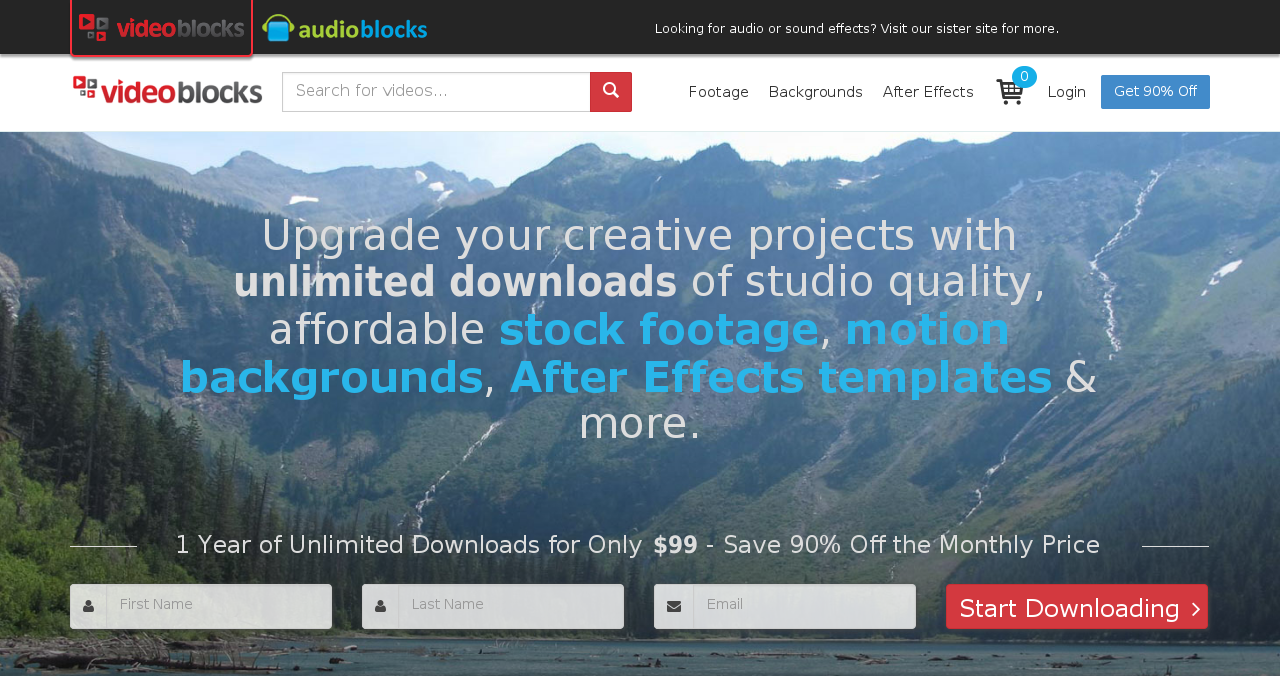 videoblocks audioblocks Looking for audio or sound effects? Visit our sister site for more.
videoblocks Search for videos... Footage Backgrounds After Effects 0 Login Get 90% Off
Upgrade your creative projects with
unlimited downloads of studio quality,
affordable stock footage, motion
backgrounds, After Effects templates &
more.
1 Year of Unlimited Downloads for Only $99 - Save 90% Off the Monthly Price
First Name Last Name Email Start Downloading